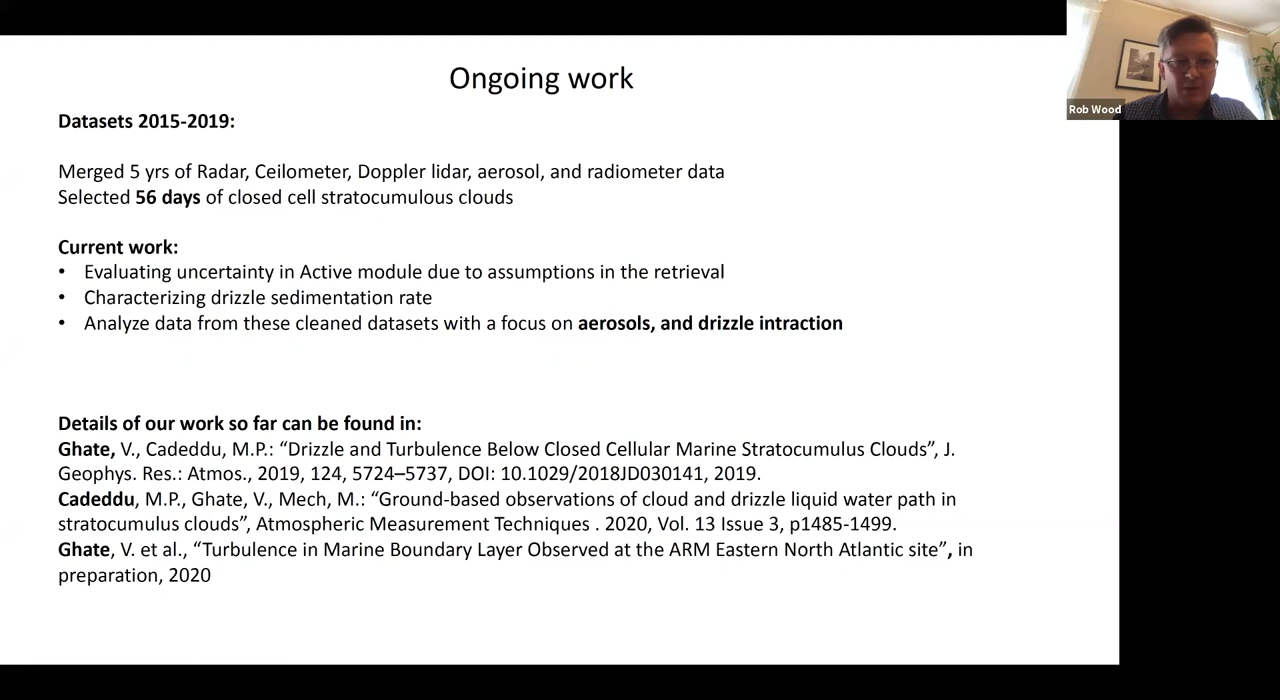 Ongoing work
Rob Wood
Datasets 2015-2019:
Merged 5 yrs of Radar, Ceilometer, Doppler lidar, aerosol, and radiometer data
Selected 56 days of closed cell stratocumulous clouds
Current work:
• Evaluating uncertainty in Active module due to assumptions in the retrieval
• Characterizing drizzle sedimentation rate
• Analyze data from these cleaned datasets with a focus on aerosols, and drizzle intraction
Details of our work so far can be found in:
Ghate, V., Cadeddu, M.P.: “Drizzle and Turbulence Below Closed Cellular Marine Stratocumulus Clouds”, J.
Geophys. Res.: Atmos., 2019, 124, 5724–5737, DOI: 10.1029/2018JD030141, 2019.
Cadeddu, M.P., Ghate, V., Mech, M.: “Ground-based observations of cloud and drizzle liquid water path in
stratocumulus clouds”, Atmospheric Measurement Techniques . 2020, Vol. 13 Issue 3, p1485-1499.
Ghate, V. et al., “Turbulence in Marine Boundary Layer Observed at the ARM Eastern North Atlantic site”, in
preparation, 2020